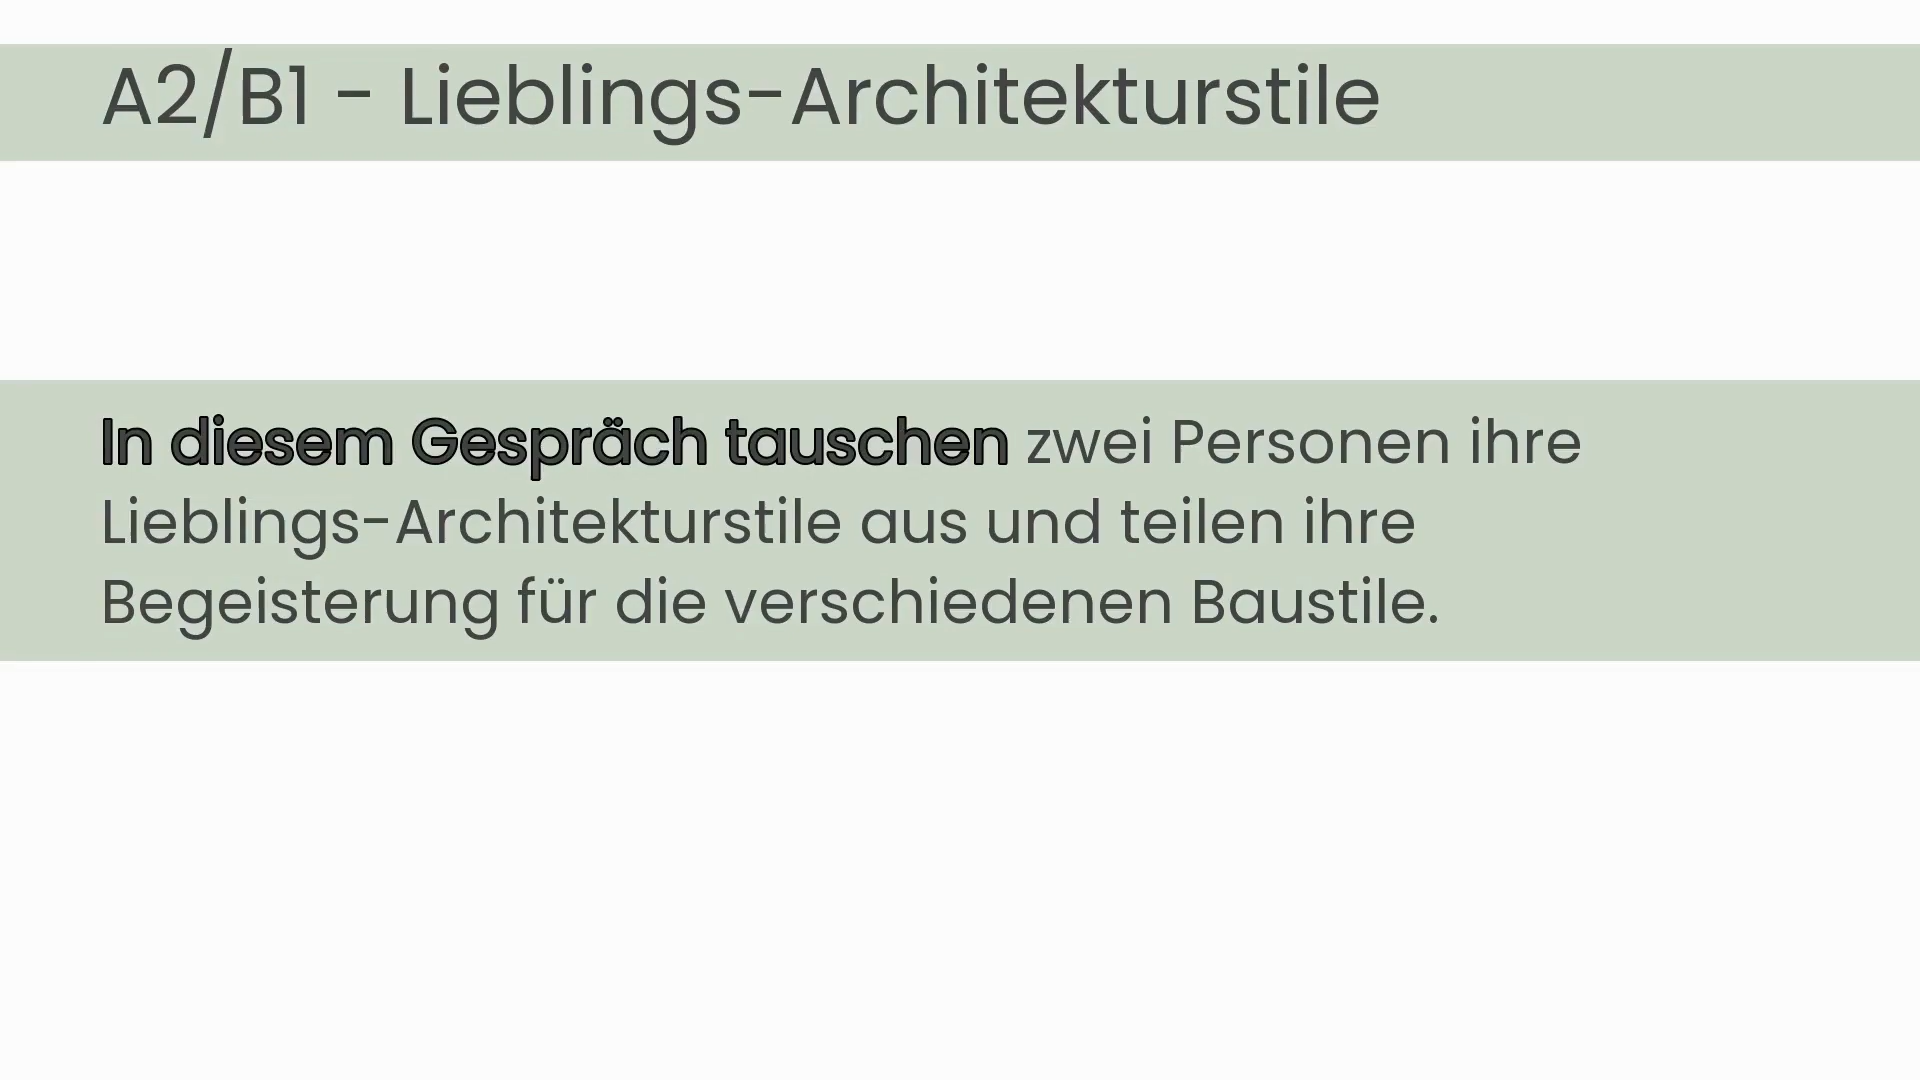 A2/B1 - Lieblings-Architekturstile
In diesem Gespräch tauschen zwei Personen ihre
Lieblings-Architekturstile aus und teilen ihre
Begeisterung für die verschiedenen Baustile.